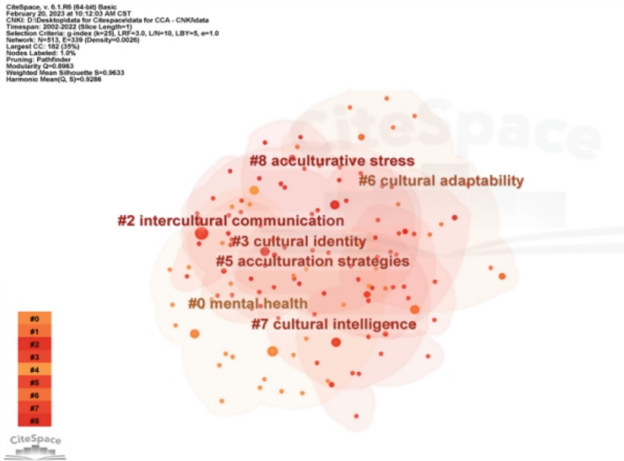 CiteSpace, v. 6.1.R6 (64-bit) Basic
February 20, 2023 at 10:12:03 AM CST
CNKI: D:\Desktop\data for Citespace\data for CCA - CNKI\data
Timespan: 2002-2022 (Slice Length=1)
Selection Criteria: g-index (k=25), LRF=3.0, L/N=10, LBY=5, e=1.0
Network: N=513, E=339 (Density=0.0026)
Largest CC: 182 (35%)
Nodes Labeled: 1.0%
Pruning: Pathfinder
Modularity Q=0.8963
Weighted Mean Silhouette S=0.9633
Harmonic Mean(Q, S)=0.9286
CiteSpace
#8 acculturative stress
#6 cultural adaptability
#2 intercultural communication
#3 cultural identity
#5 acculturation strategies
#0 mental health
#7 cultural intelligence
#0
#1
#2
#3
#4
#5
#6
#7
#8
CiteSpace